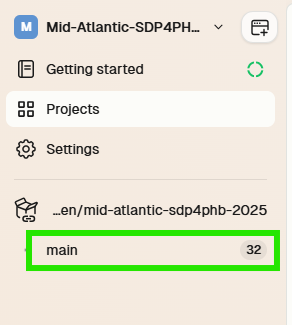 M Mid-Atlantic-SDP4PH...
Getting started
Projects
Settings
...en/mid-atlantic-sdp4phb-2025
main 32